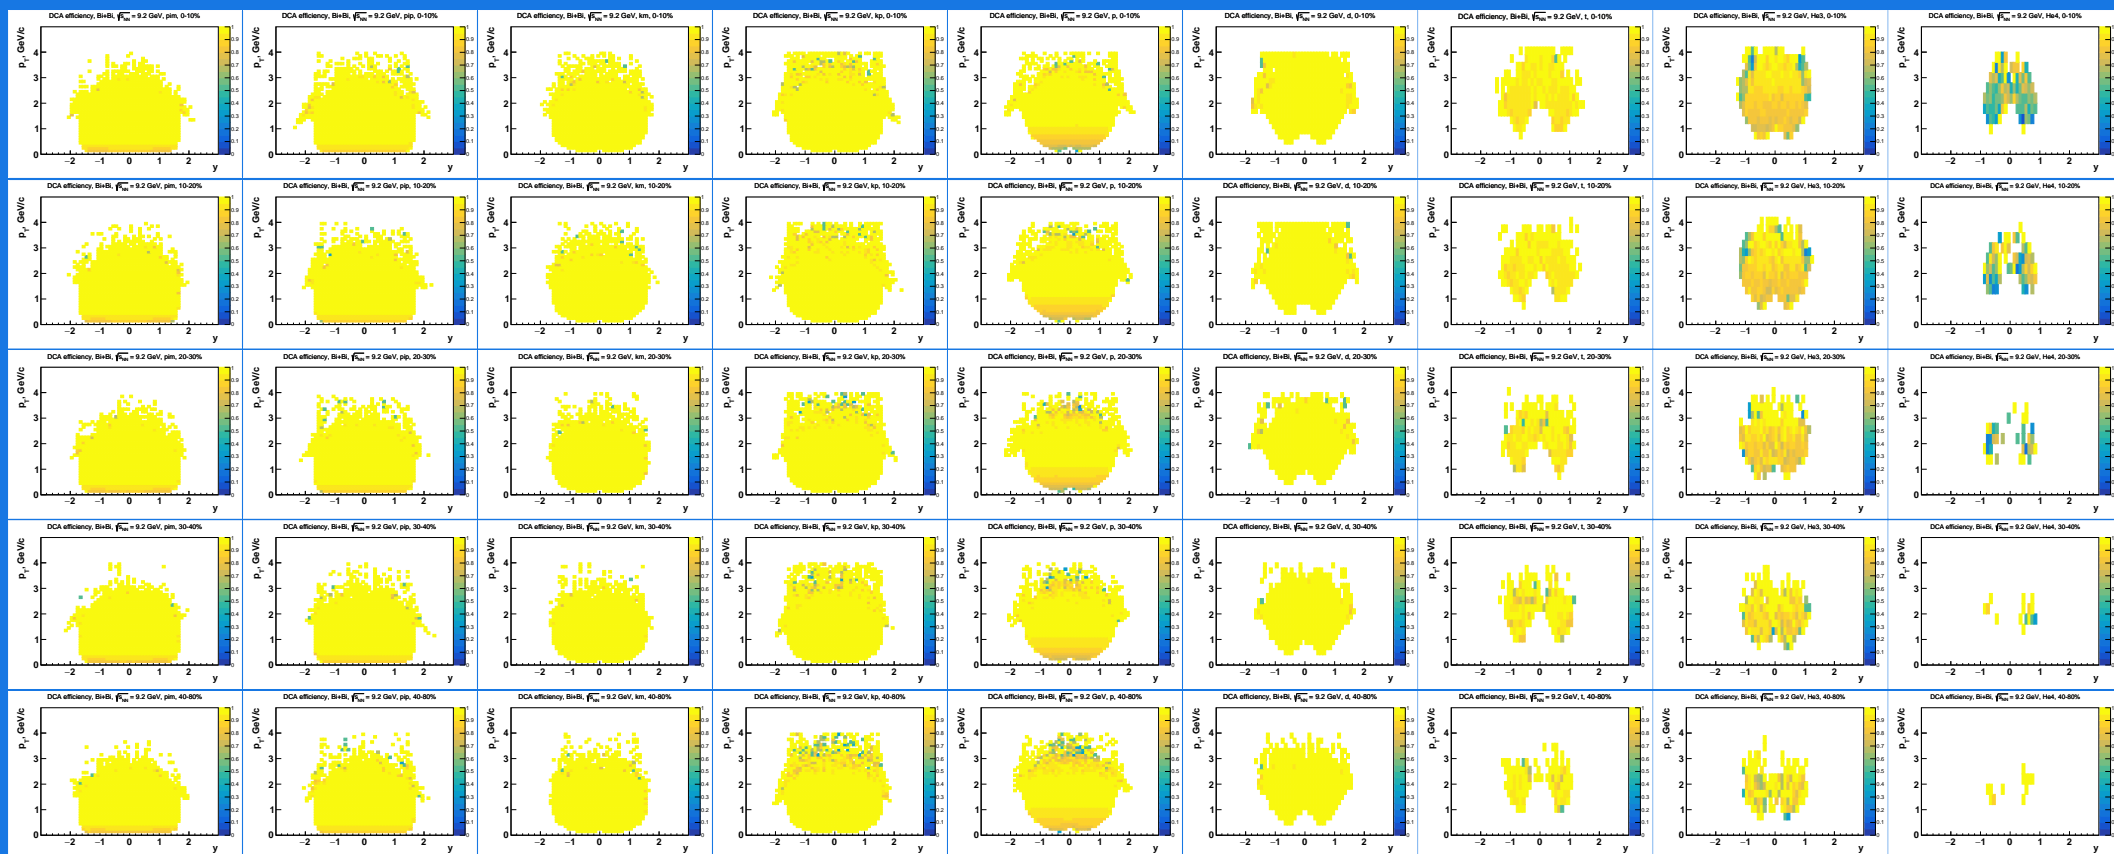 DCA efficiency, Bi+Bi, √sNN = 9.2 GeV, pim, 0-10%
DCA efficiency, Bi+Bi, √sNN = 9.2 GeV, pip, 0-10%
DCA efficiency, Bi+Bi, √sNN = 9.2 GeV, km, 0-10%
DCA efficiency, Bi+Bi, √sNN = 9.2 GeV, kp, 0-10%
DCA efficiency, Bi+Bi, √sNN = 9.2 GeV, p, 0-10%
DCA efficiency, Bi+Bi, √sNN = 9.2 GeV, d, 0-10%
DCA efficiency, Bi+Bi, √sNN = 9.2 GeV, t, 0-10%
DCA efficiency, Bi+Bi, √sNN = 9.2 GeV, He3, 0-10%
DCA efficiency, Bi+Bi, √sNN = 9.2 GeV, He4, 0-10%
pT, GeV/c
y
DCA efficiency, Bi+Bi, √sNN = 9.2 GeV, pim, 10-20%
DCA efficiency, Bi+Bi, √sNN = 9.2 GeV, pip, 10-20%
DCA efficiency, Bi+Bi, √sNN = 9.2 GeV, km, 10-20%
DCA efficiency, Bi+Bi, √sNN = 9.2 GeV, kp, 10-20%
DCA efficiency, Bi+Bi, √sNN = 9.2 GeV, p, 10-20%
DCA efficiency, Bi+Bi, √sNN = 9.2 GeV, d, 10-20%
DCA efficiency, Bi+Bi, √sNN = 9.2 GeV, t, 10-20%
DCA efficiency, Bi+Bi, √sNN = 9.2 GeV, He3, 10-20%
DCA efficiency, Bi+Bi, √sNN = 9.2 GeV, He4, 10-20%
pT, GeV/c
y
DCA efficiency, Bi+Bi, √sNN = 9.2 GeV, pim, 20-30%
DCA efficiency, Bi+Bi, √sNN = 9.2 GeV, pip, 20-30%
DCA efficiency, Bi+Bi, √sNN = 9.2 GeV, km, 20-30%
DCA efficiency, Bi+Bi, √sNN = 9.2 GeV, kp, 20-30%
DCA efficiency, Bi+Bi, √sNN = 9.2 GeV, p, 20-30%
DCA efficiency, Bi+Bi, √sNN = 9.2 GeV, d, 20-30%
DCA efficiency, Bi+Bi, √sNN = 9.2 GeV, t, 20-30%
DCA efficiency, Bi+Bi, √sNN = 9.2 GeV, He3, 20-30%
DCA efficiency, Bi+Bi, √sNN = 9.2 GeV, He4, 20-30%
pT, GeV/c
y
DCA efficiency, Bi+Bi, √sNN = 9.2 GeV, pim, 30-40%
DCA efficiency, Bi+Bi, √sNN = 9.2 GeV, pip, 30-40%
DCA efficiency, Bi+Bi, √sNN = 9.2 GeV, km, 30-40%
DCA efficiency, Bi+Bi, √sNN = 9.2 GeV, kp, 30-40%
DCA efficiency, Bi+Bi, √sNN = 9.2 GeV, p, 30-40%
DCA efficiency, Bi+Bi, √sNN = 9.2 GeV, d, 30-40%
DCA efficiency, Bi+Bi, √sNN = 9.2 GeV, t, 30-40%
DCA efficiency, Bi+Bi, √sNN = 9.2 GeV, He3, 30-40%
DCA efficiency, Bi+Bi, √sNN = 9.2 GeV, He4, 30-40%
pT, GeV/c
y
DCA efficiency, Bi+Bi, √sNN = 9.2 GeV, pim, 40-80%
DCA efficiency, Bi+Bi, √sNN = 9.2 GeV, pip, 40-80%
DCA efficiency, Bi+Bi, √sNN = 9.2 GeV, km, 40-80%
DCA efficiency, Bi+Bi, √sNN = 9.2 GeV, kp, 40-80%
DCA efficiency, Bi+Bi, √sNN = 9.2 GeV, p, 40-80%
DCA efficiency, Bi+Bi, √sNN = 9.2 GeV, d, 40-80%
DCA efficiency, Bi+Bi, √sNN = 9.2 GeV, t, 40-80%
DCA efficiency, Bi+Bi, √sNN = 9.2 GeV, He3, 40-80%
DCA efficiency, Bi+Bi, √sNN = 9.2 GeV, He4, 40-80%
pT, GeV/c
−2 −1 0 1 2
y